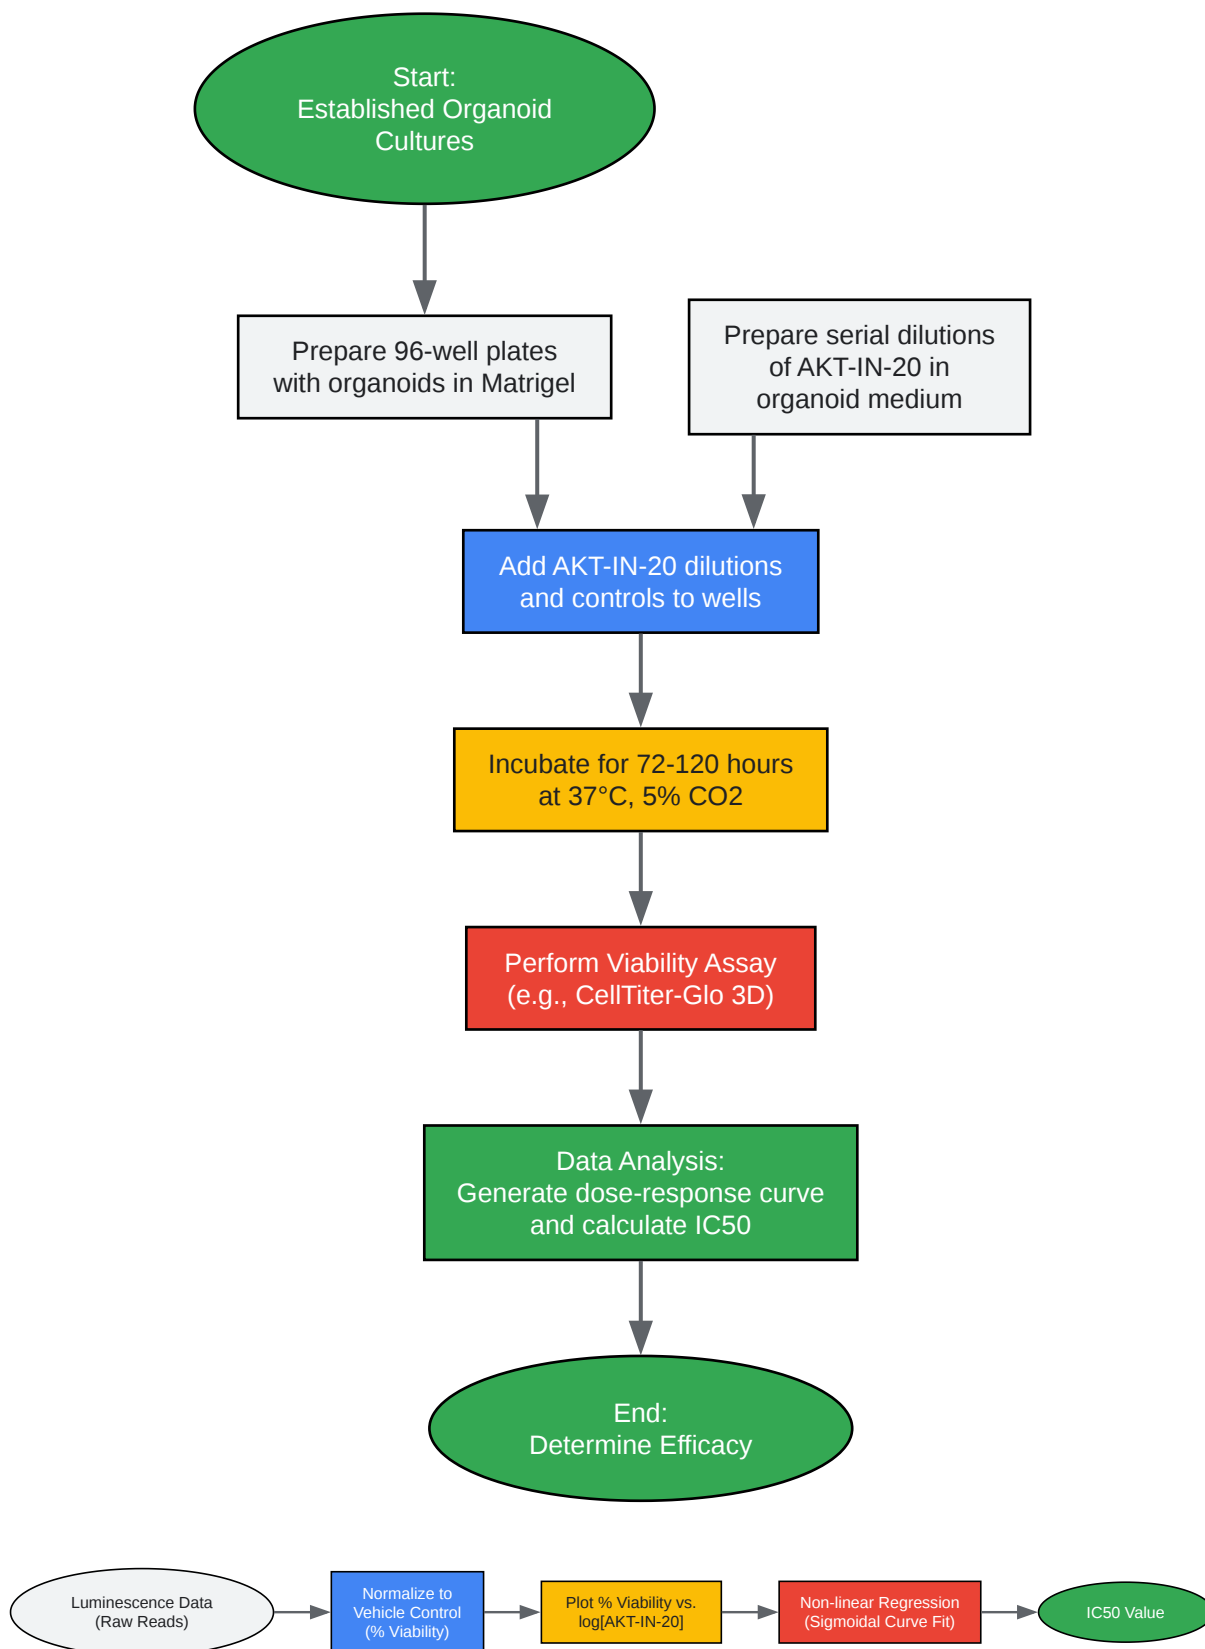 Start:
Established Organoid
Cultures
Prepare 96-well plates
with organoids in Matrigel
Prepare serial dilutions
of AKT-IN-20 in
organoid medium
Add AKT-IN-20 dilutions
and controls to wells
Incubate for 72-120 hours
at 37°C, 5% CO2
Perform Viability Assay
(e.g., CellTiter-Glo 3D)
Data Analysis:
Generate dose-response curve
and calculate IC50
End:
Determine Efficacy
Luminescence Data
(Raw Reads)
Normalize to
Vehicle Control
(% Viability)
Plot % Viability vs.
log[AKT-IN-20]
Non-linear Regression
(Sigmoidal Curve Fit)
IC50 Value